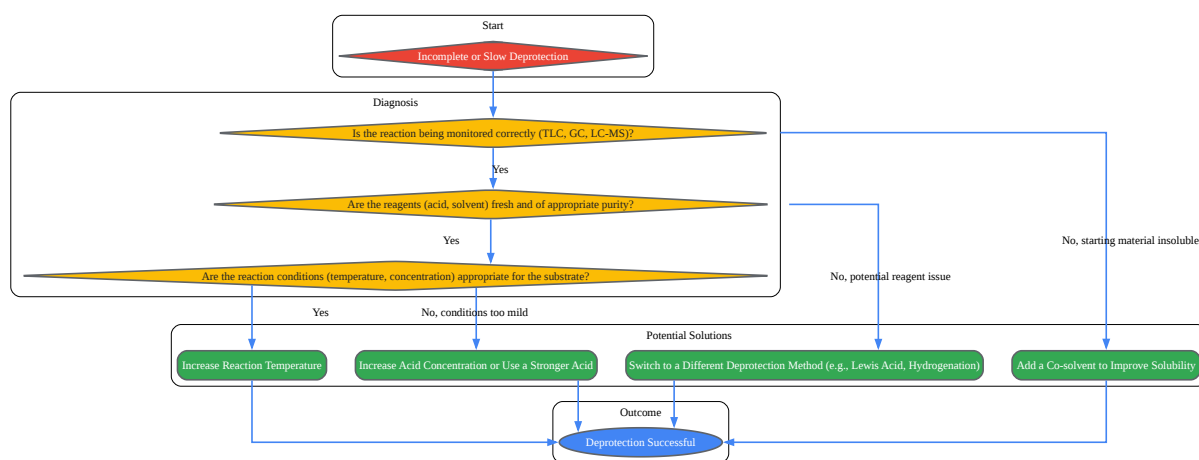 Start
Incomplete or Slow Deprotection
Diagnosis
Is the reaction being monitored correctly (TLC, GC, LC-MS)?
Yes
Are the reagents (acid, solvent) fresh and of appropriate purity?
Yes
No, starting material insoluble
Are the reaction conditions (temperature, concentration) appropriate for the substrate?
No, potential reagent issue
Yes
No, conditions too mild
Potential Solutions
Increase Reaction Temperature
Increase Acid Concentration or Use a Stronger Acid
Switch to a Different Deprotection Method (e.g., Lewis Acid, Hydrogenation)
Add a Co-solvent to Improve Solubility
Outcome
Deprotection Successful